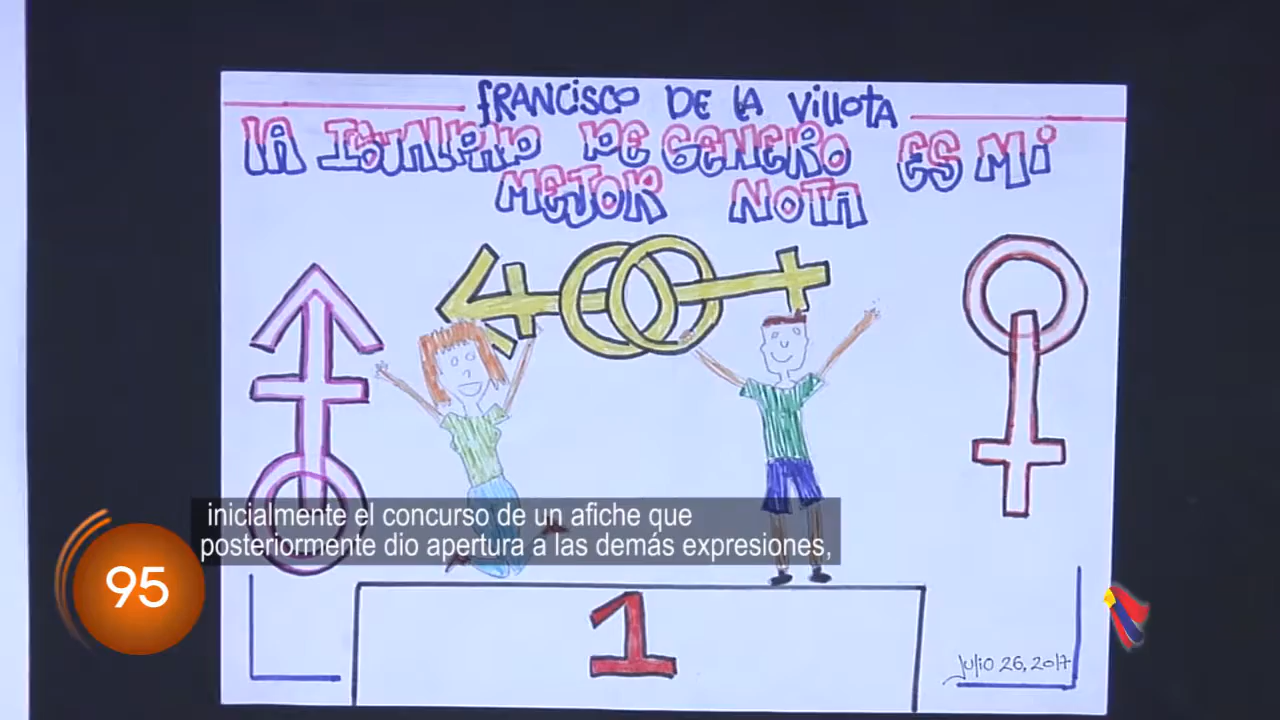 FRANCISCO DE LA VILLOTA
LA IGUALDAD DE GENERO ES MI
MEJOR NOTA
inicialmente el concurso de un afiche que
posteriormente dio apertura a las demás expresiones,
95
1
Julio 26, 2017